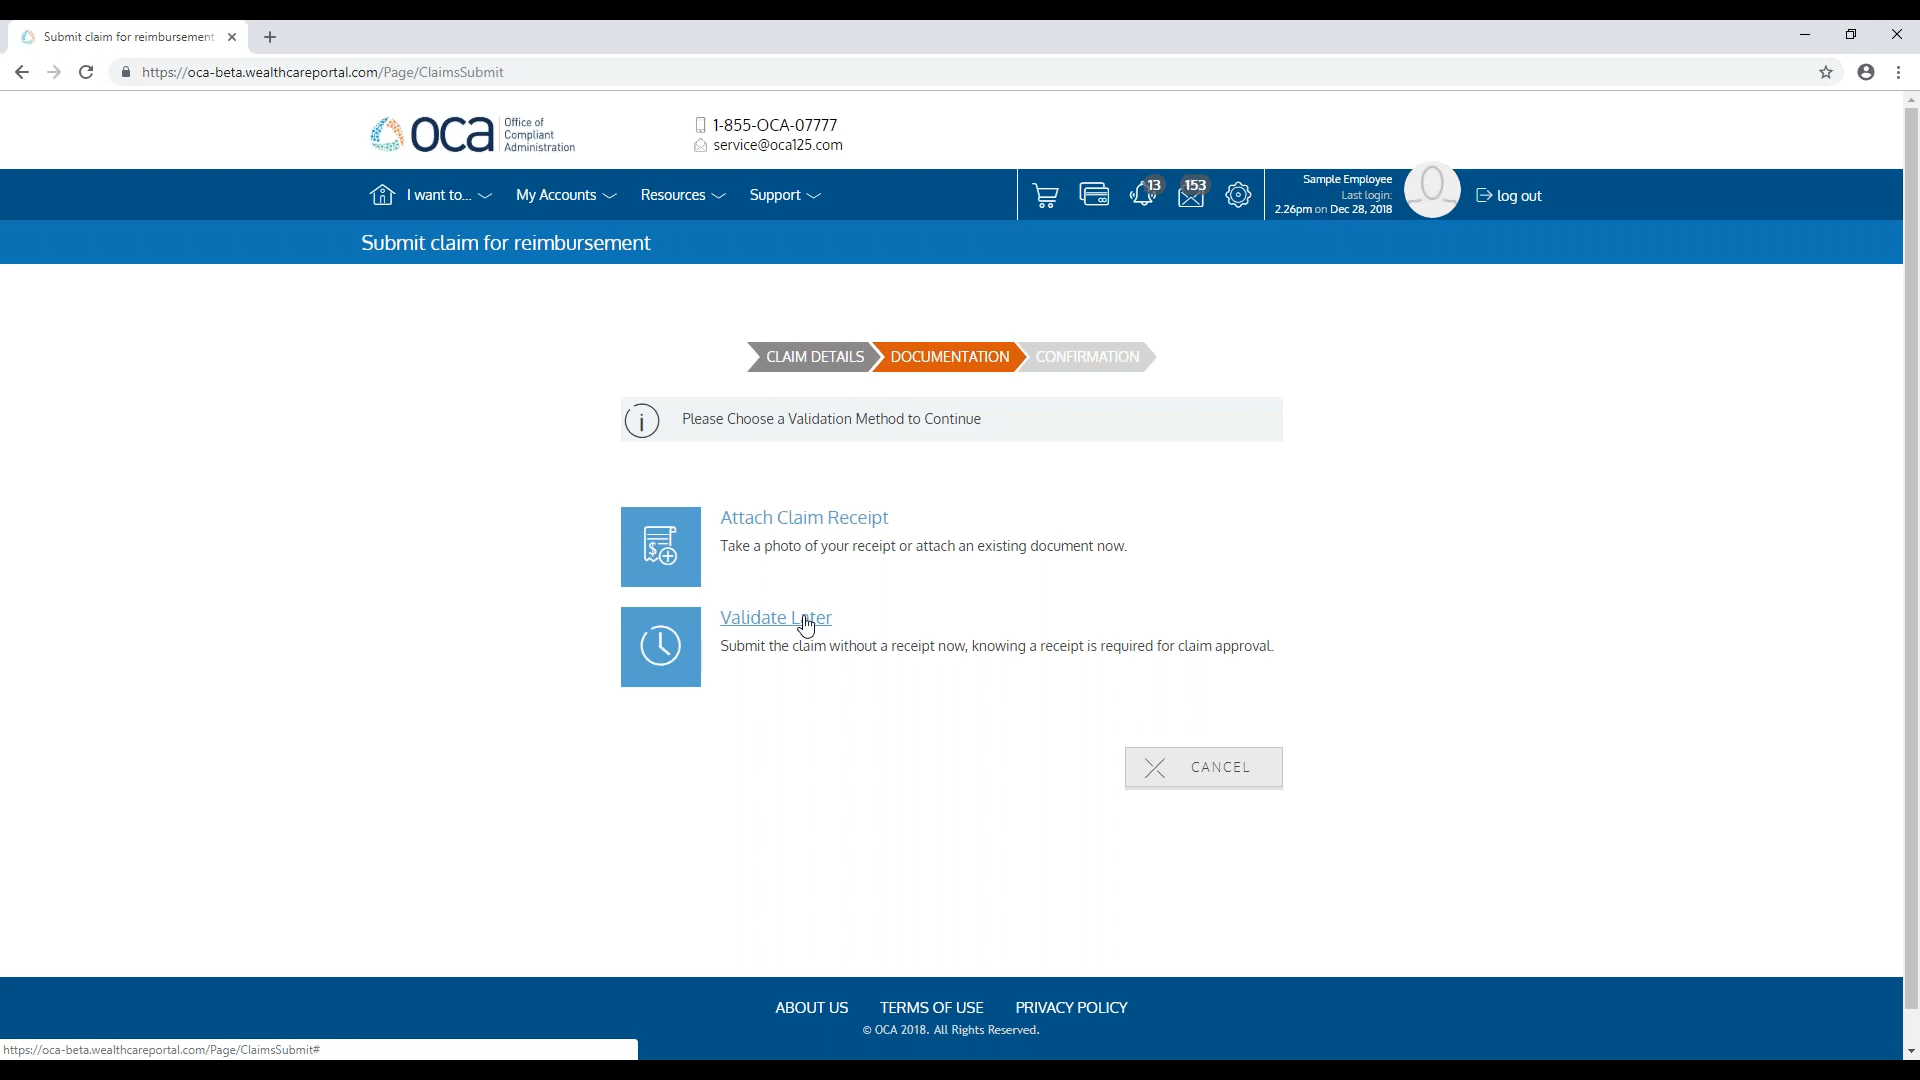 Submit claim for reimbursement
https://oca-beta.wealthcareportal.com/Page/ClaimsSubmit
oca Office of
Compliant
Administration
1-855-OCA-07777
service@oca125.com
I want to... My Accounts Resources Support 13 153
Sample Employee
Last login:
2.26pm on Dec 28, 2018
log out
Submit claim for reimbursement
CLAIM DETAILS DOCUMENTATION CONFIRMATION
i Please Choose a Validation Method to Continue
$ Attach Claim Receipt
Take a photo of your receipt or attach an existing document now.
Validate Later
Submit the claim without a receipt now, knowing a receipt is required for claim approval.
CANCEL
ABOUT US TERMS OF USE PRIVACY POLICY
© OCA 2018. All Rights Reserved.
https://oca-beta.wealthcareportal.com/Page/ClaimsSubmit#